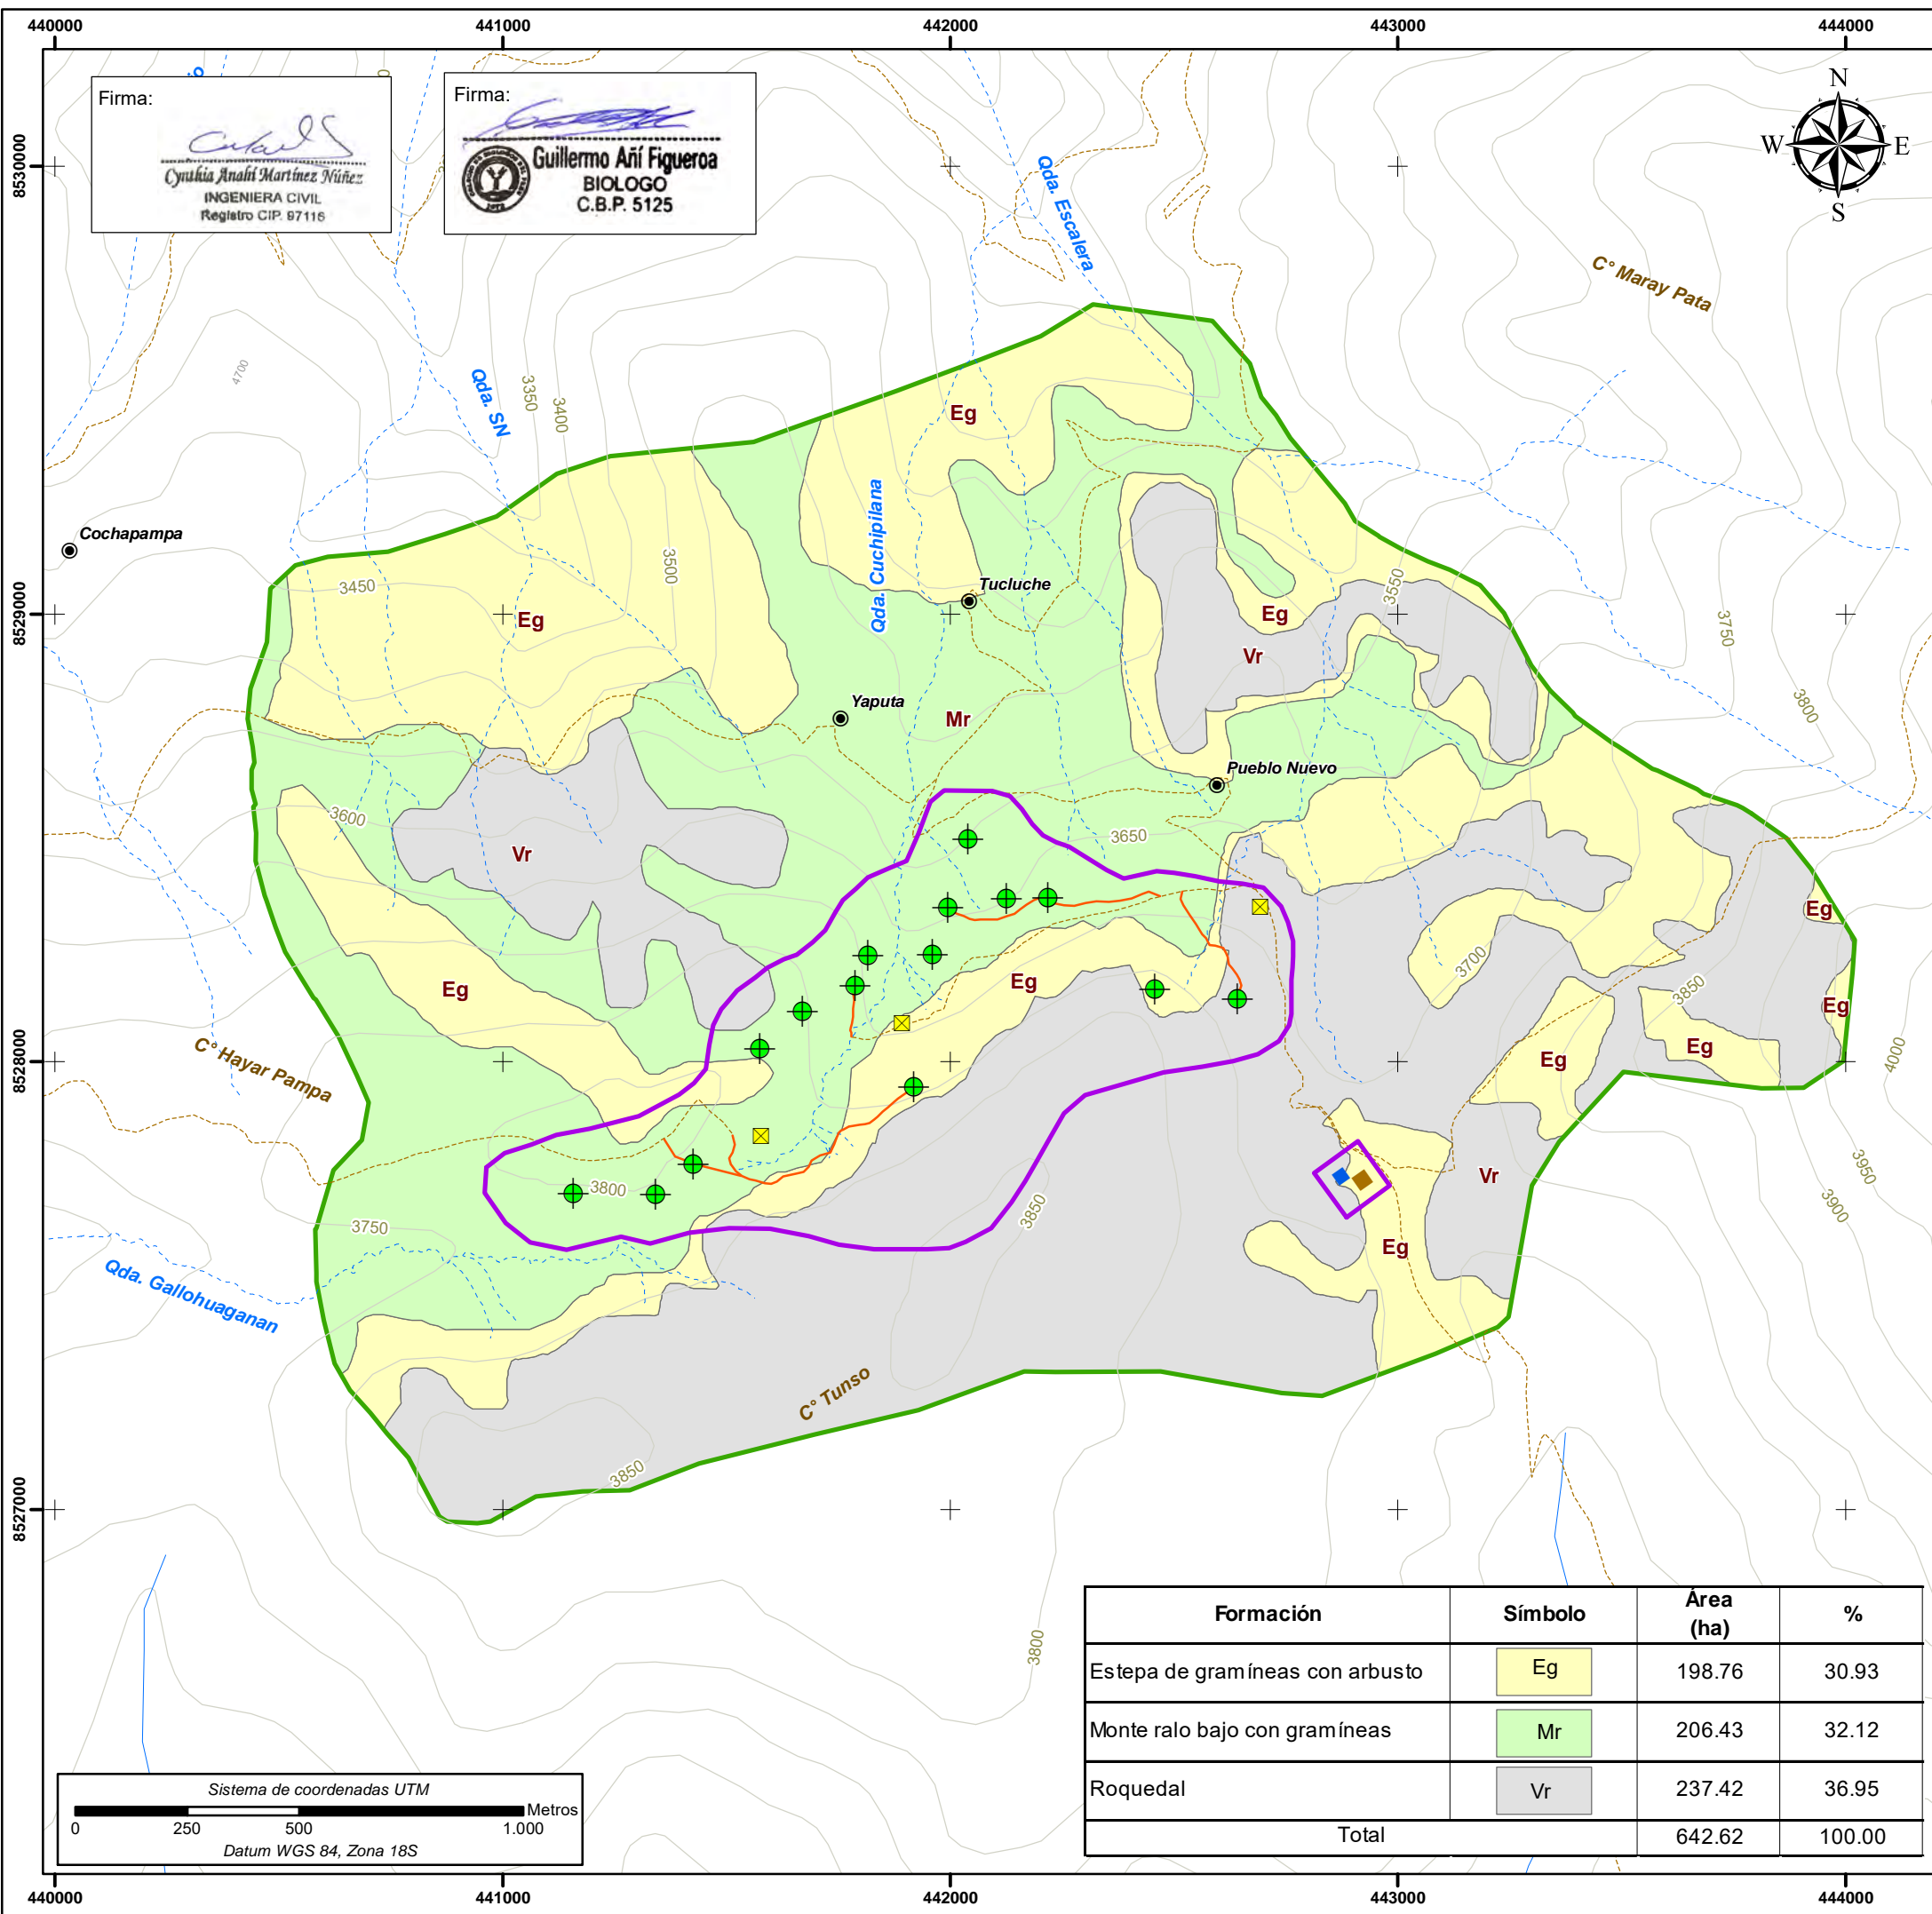 440000
441000
442000
443000
444000
8530000
8529000
8528000
8527000
Firma:
Cynthia Anahí Martínez Núñez
INGENIERA CIVIL
Registro CIP. 97116
Firma:
Guillermo Añí Figueroa
BIOLOGO
C.B.P. 5125
N
W
E
S
Qda. Escalera
C° Maray Pata
4700
Qda. SN
3350
3400
Eg
Cochapampa
3450
3500
Eg
Qda. Cuchipilana
Tucluche
3550
Eg
3750
Vr
Yaputa
Mr
3800
Pueblo Nuevo
3600
3650
Vr
Eg
3700
Eg
Eg
3850
Eg
C° Hayar Pampa
Eg
Eg
4000
3950
3900
3800
Vr
3850
3750
Eg
Qda. Gallohuaganan
C° Tunso
3850
3800
Formación
Símbolo
Área
(ha)
%
Estepa de gramíneas con arbusto Eg 198.76 30.93
Monte ralo bajo con gramíneas Mr 206.43 32.12
Roquedal Vr 237.42 36.95
Total 642.62 100.00
Sistema de coordenadas UTM
Metros
0 250 500 1.000
Datum WGS 84, Zona 18S
440000
441000
442000
443000
444000